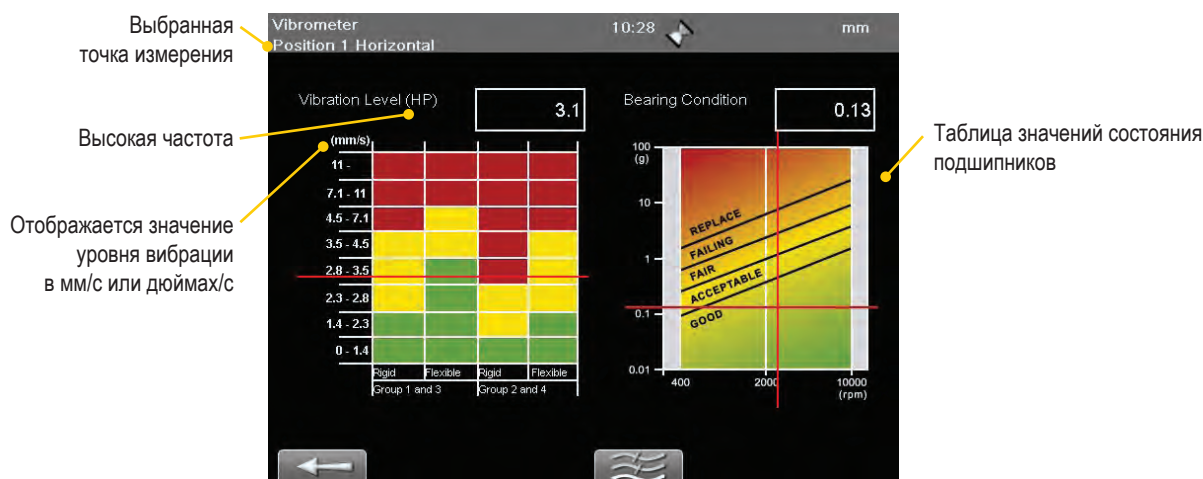 Выбранная
точка измерения
Высокая частота
Отображается значение
уровня вибрации
в мм/с или дюймах/с
Vibrometer
Position 1 Horizontal
10:28
mm
Vibration Level (HP)
3.1
(mm/s)
11 -
7.1 - 11
4.5 - 7.1
3.5 - 4.5
2.8 - 3.5
2.3 - 2.8
1.4 - 2.3
0 - 1.4
Rigid Flexible Rigid Flexible
Group 1 and 3 Group 2 and 4
Bearing Condition
0.13
100
(g)
10
1
0.1
0.01
REPLACE
FAILING
FAIR
ACCEPTABLE
GOOD
400 2000 10000
(rpm)
Таблица значений состояния
подшипников